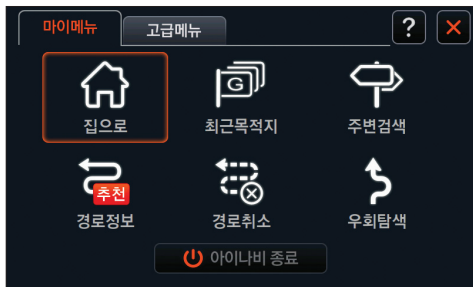 마이메뉴
고급메뉴
?
G
집으로
최근목적지
주변검색
추천
경로정보
경로취소
우회탐색
아이나비 종료